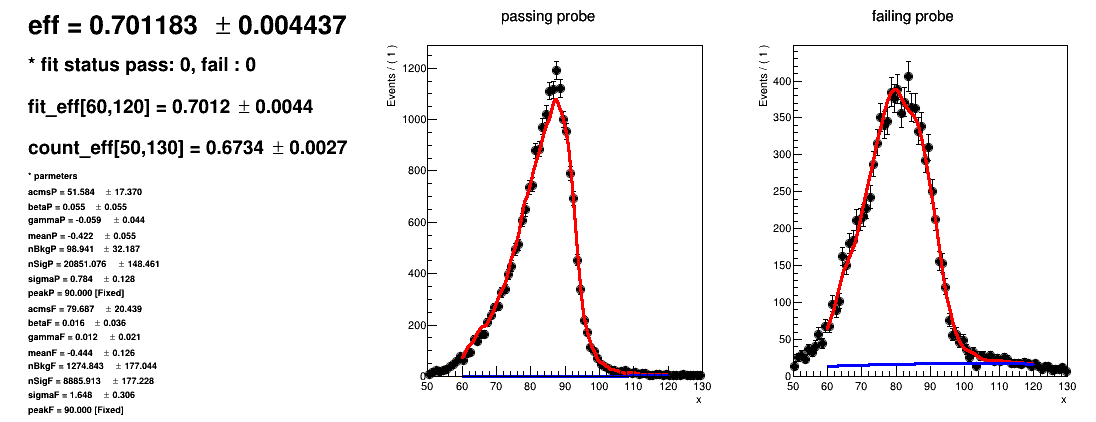 eff = 0.701183 ± 0.004437
* fit status pass: 0, fail : 0
fit_eff[60,120] = 0.7012 ± 0.0044
count_eff[50,130] = 0.6734 ± 0.0027
* parmeters
acmsP = 51.584 ± 17.370
betaP = 0.055 ± 0.055
gammaP = -0.059 ± 0.044
meanP = -0.422 ± 0.055
nBkgP = 98.941 ± 32.187
nSigP = 20851.076 ± 148.461
sigmaP = 0.784 ± 0.128
peakP = 90.000 [Fixed]
acmsF = 79.687 ± 20.439
betaF = 0.016 ± 0.036
gammaF = 0.012 ± 0.021
meanF = -0.444 ± 0.126
nBkgF = 1274.843 ± 177.044
nSigF = 8885.913 ± 177.228
sigmaF = 1.648 ± 0.306
peakF = 90.000 [Fixed]
passing probe
Events / ( 1 )
1200
1000
800
600
400
200
0
50 60 70 80 90 100 110 120 130
x
failing probe
Events / ( 1 )
400
350
300
250
200
150
100
50
0
50 60 70 80 90 100 110 120 130
x